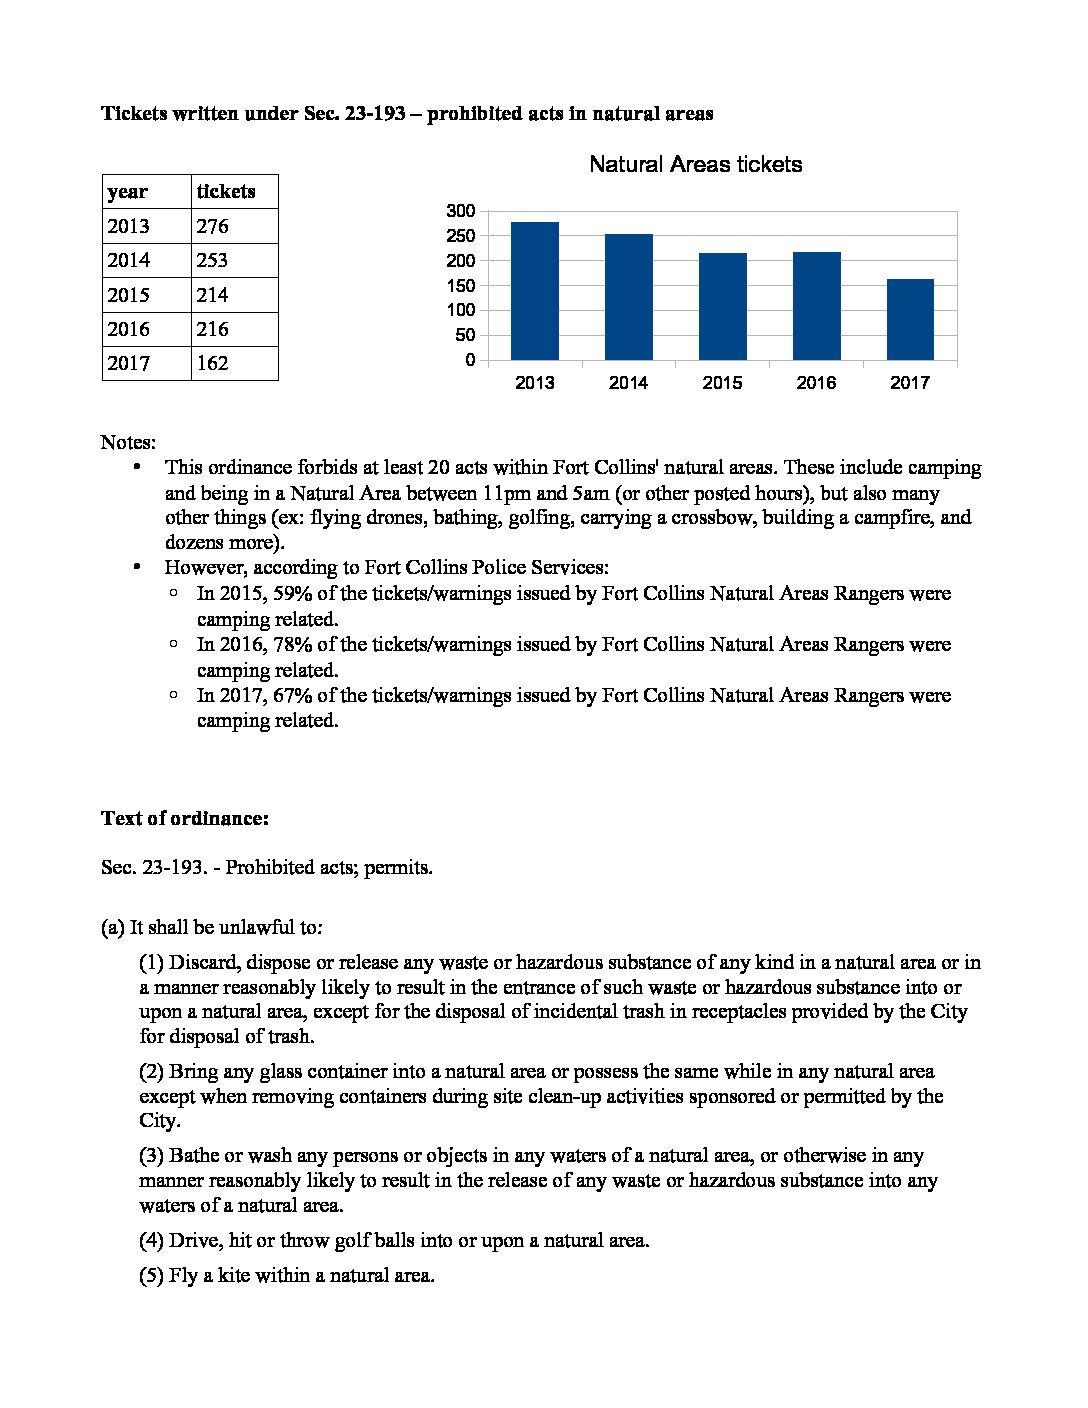 Tickets written under Sec. 23-193 – prohibited acts in natural areas
year tickets
2013 276
2014 253
2015 214
2016 216
2017 162
Natural Areas tickets
300
250
200
150
100
50
0
2013 2014 2015 2016 2017
Notes:
• This ordinance forbids at least 20 acts within Fort Collins' natural areas. These include camping
and being in a Natural Area between 11pm and 5am (or other posted hours), but also many
other things (ex: flying drones, bathing, golfing, carrying a crossbow, building a campfire, and
dozens more).
• However, according to Fort Collins Police Services:
◦ In 2015, 59% of the tickets/warnings issued by Fort Collins Natural Areas Rangers were
camping related.
◦ In 2016, 78% of the tickets/warnings issued by Fort Collins Natural Areas Rangers were
camping related.
◦ In 2017, 67% of the tickets/warnings issued by Fort Collins Natural Areas Rangers were
camping related.
Text of ordinance:
Sec. 23-193. - Prohibited acts; permits.
(a) It shall be unlawful to:
(1) Discard, dispose or release any waste or hazardous substance of any kind in a natural area or in
a manner reasonably likely to result in the entrance of such waste or hazardous substance into or
upon a natural area, except for the disposal of incidental trash in receptacles provided by the City
for disposal of trash.
(2) Bring any glass container into a natural area or possess the same while in any natural area
except when removing containers during site clean-up activities sponsored or permitted by the
City.
(3) Bathe or wash any persons or objects in any waters of a natural area, or otherwise in any
manner reasonably likely to result in the release of any waste or hazardous substance into any
waters of a natural area.
(4) Drive, hit or throw golf balls into or upon a natural area.
(5) Fly a kite within a natural area.